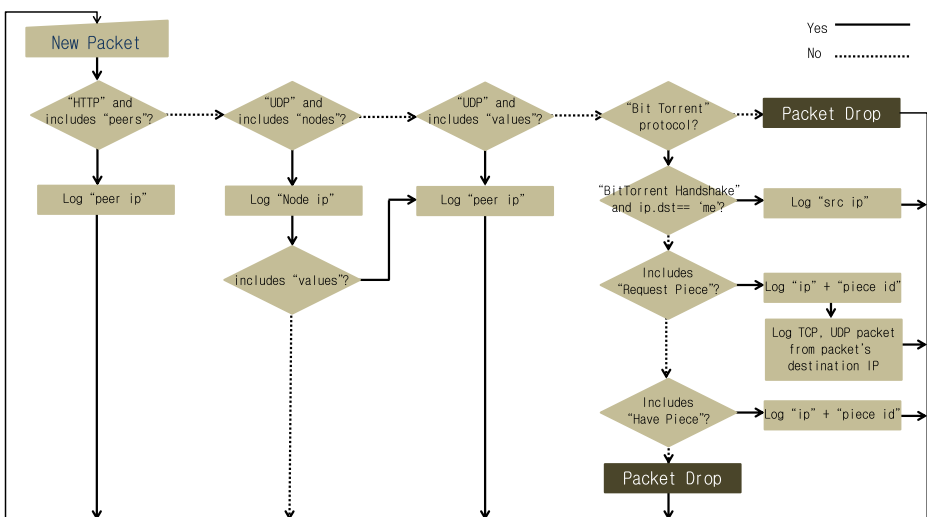 New Packet
Yes
No
“HTTP” and
includes “peers”?
“UDP” and
includes “nodes”?
“UDP” and
includes “values”?
“Bit Torrent”
protocol?
Packet Drop
Log “peer ip”
Log “Node ip”
Log “peer ip”
“BitTorrent Handshake”
and ip.dst== ‘me’?
Log “src ip”
includes “values”?
Includes
“Request Piece”?
Log “ip” + “piece id”
Log TCP, UDP packet
from packet's
destination IP
Includes
“Have Piece”?
Log “ip” + “piece id”
Packet Drop